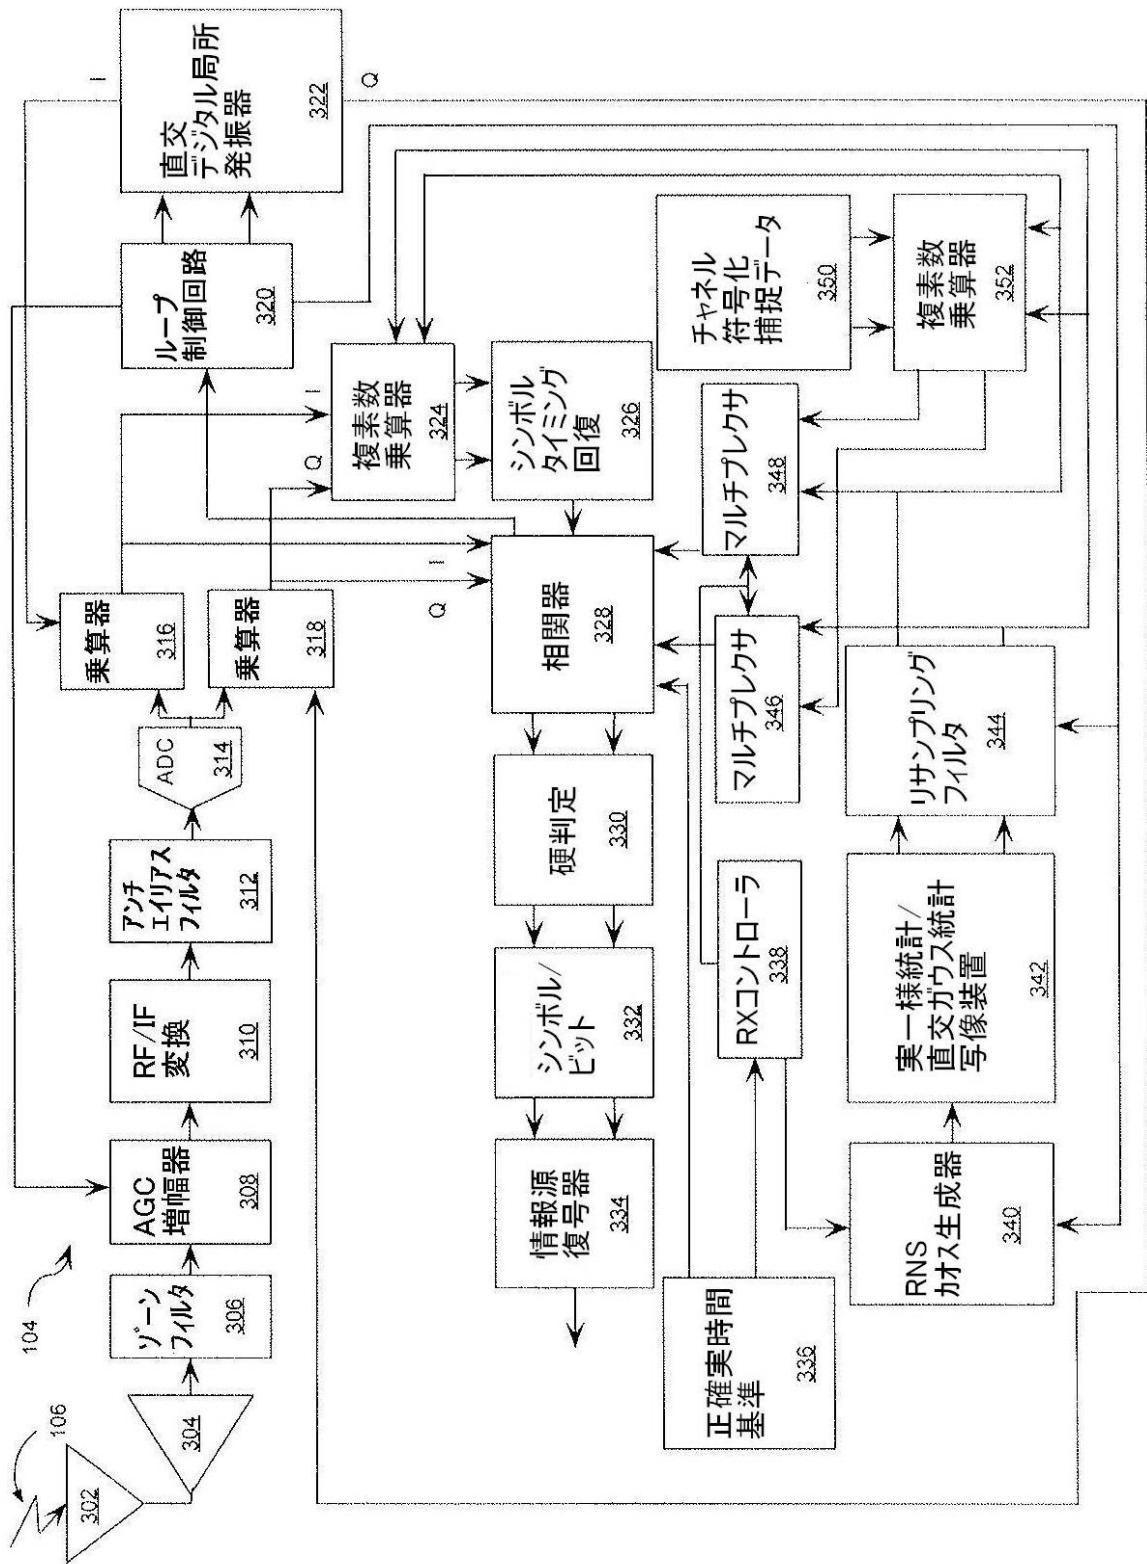 106
302
304
104
ゾーン
フィルタ
306
AGC
増幅器
308
RF/IF
変換
310
アンチ
エイリアス
フィルタ
312
ADC
314
乗算器
316
乗算器
318
ループ
制御回路
320
直交
デジタル局所
発振器
322
I
Q
I
Q
複素数
乗算器
324
シンボル
タイミング
回復
326
I
Q
相関器
328
硬判定
330
シンボル/
ビット
332
情報源
復号器
334
正確実時間
基準
336
RXコントローラ
338
マルチプレクサ
346
マルチプレクサ
348
チャネル
符号化
捕捉データ
350
複素数
乗算器
352
RNS
カオス生成器
340
実一様統計/
直交ガウス統計
写像装置
342
リサンプリング
フィルタ
344